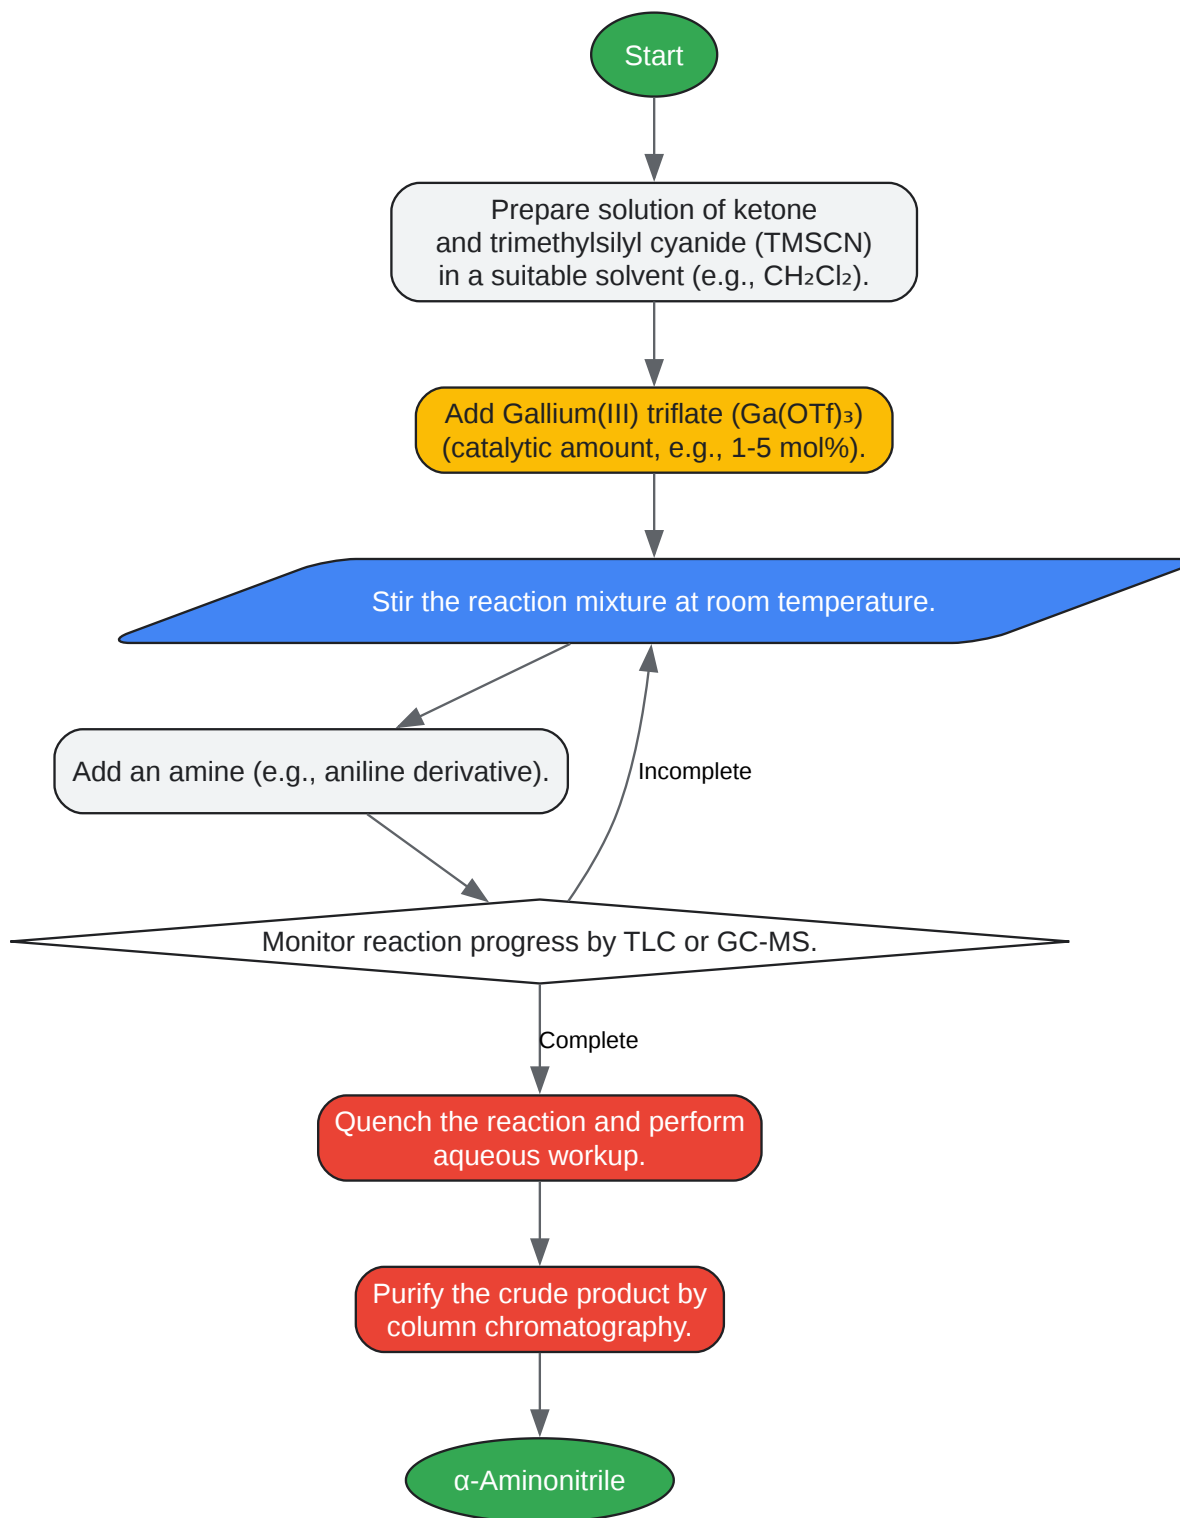 Start
Prepare solution of ketone
and trimethylsilyl cyanide (TMSCN)
in a suitable solvent (e.g., CH₂Cl₂).
Add Gallium(III) triflate (Ga(OTf)₃)
(catalytic amount, e.g., 1-5 mol%).
Stir the reaction mixture at room temperature.
Add an amine (e.g., aniline derivative).
Incomplete
Monitor reaction progress by TLC or GC-MS.
Complete
Quench the reaction and perform
aqueous workup.
Purify the crude product by
column chromatography.
α-Aminonitrile